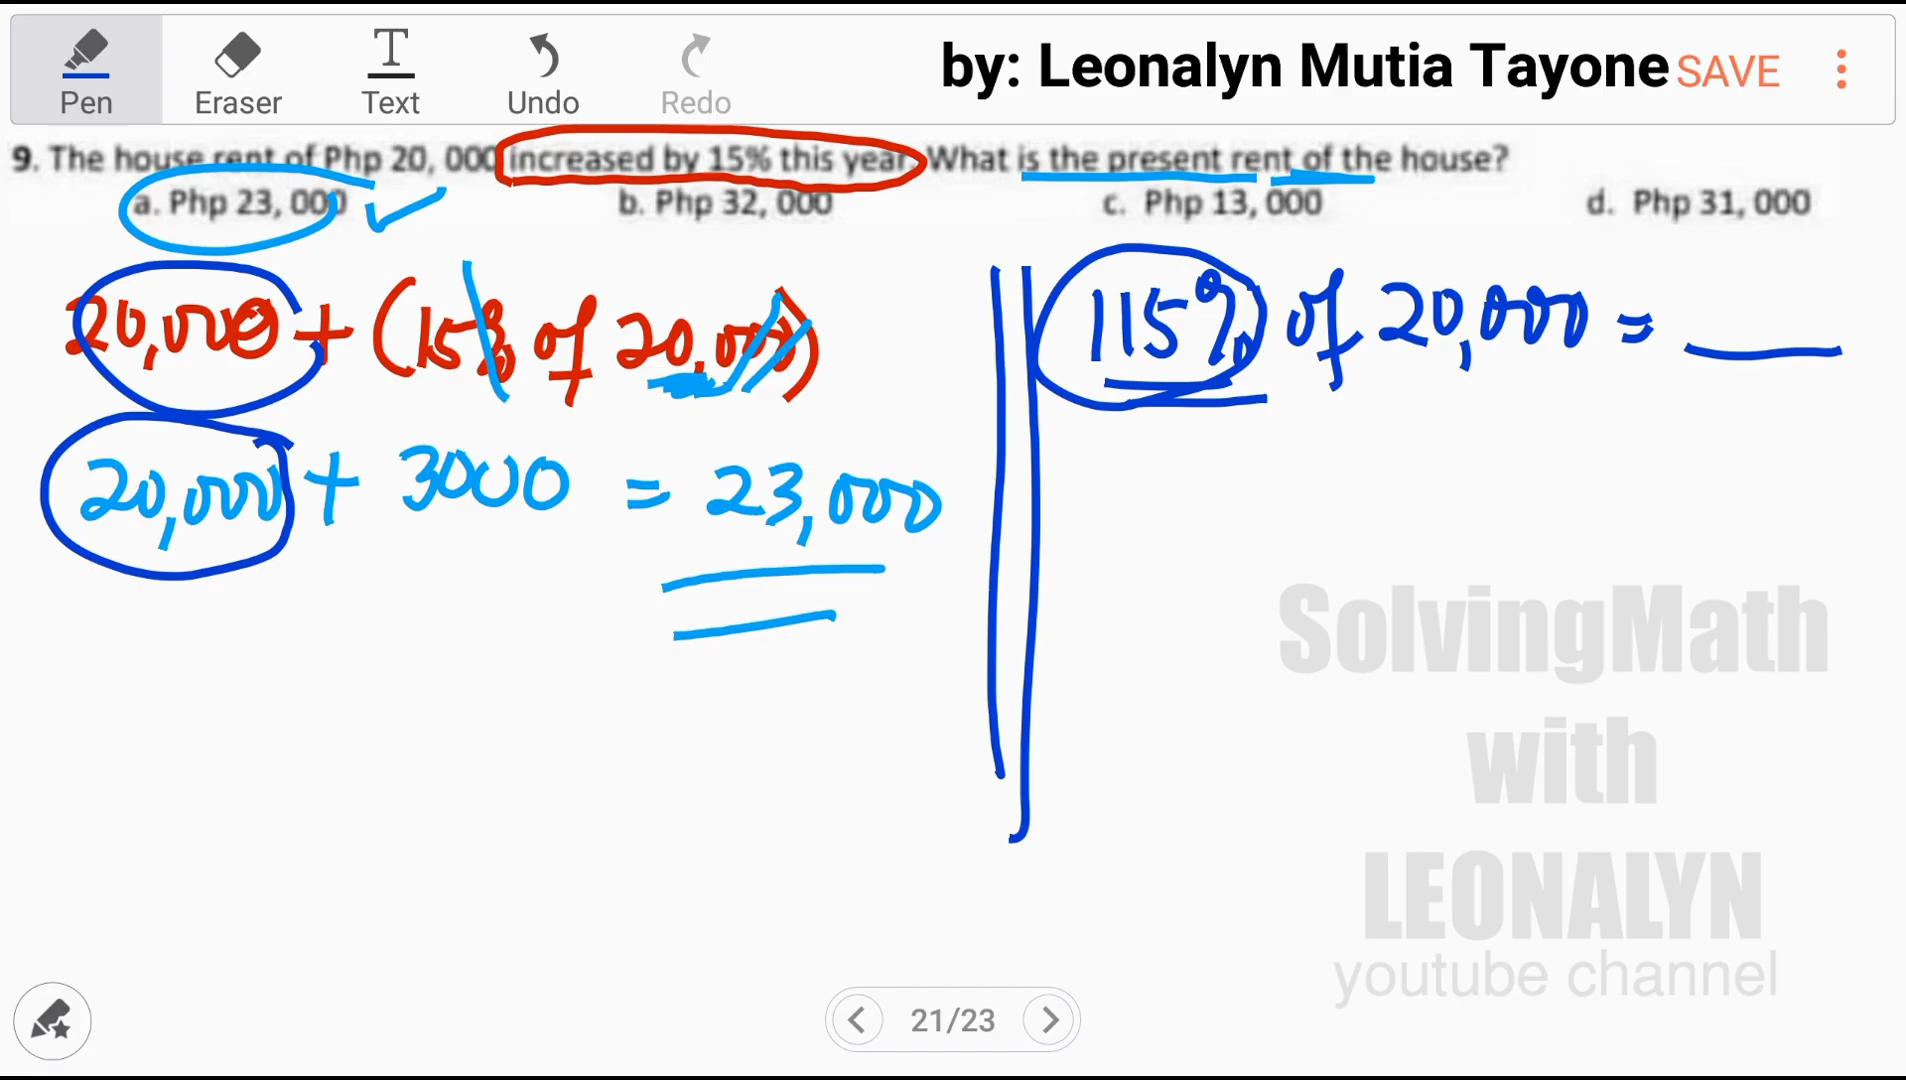 by: Leonalyn Mutia Tayone
SAVE
Pen
Eraser
Text
Undo
Redo
9. The house rent of Php 20, 000 increased by 15% this year. What is the present rent of the house?
a. Php 23, 000
b. Php 32, 000
c. Php 13, 000
d. Php 31, 000
20,000 + (15% of 20,000)
20,000 + 3000 = 23,000
115% of 20,000 = ____
SolvingMath
with
LEONALYN
youtube channel
21/23